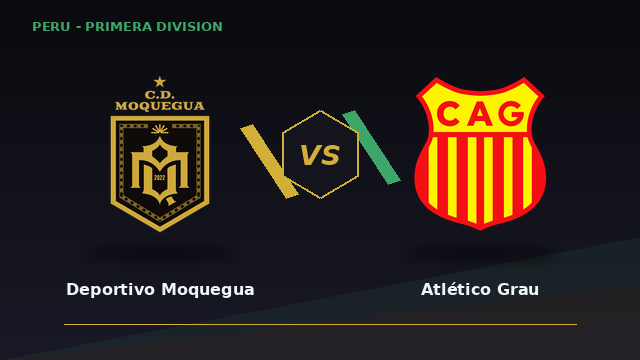 PERU - PRIMERA DIVISION
C.D.
MOQUEGUA
2022
VS
CAG
Deportivo Moquegua
Atlético Grau